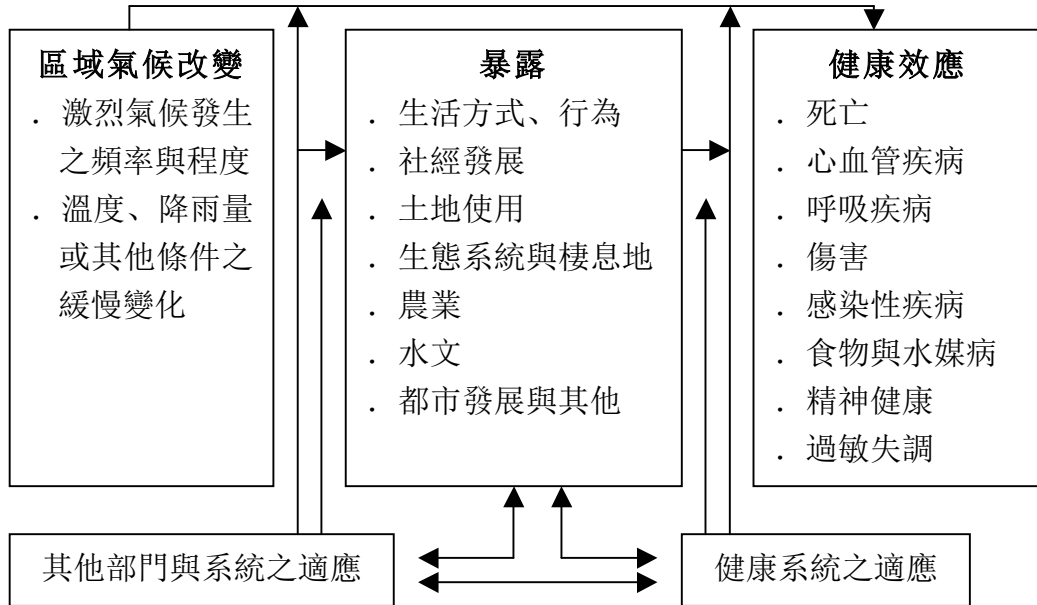 區域氣候改變
．激烈氣候發生
之頻率與程度
．溫度、降雨量
或其他條件之
緩慢變化
暴露
．生活方式、行為
．社經發展
．土地使用
．生態系統與棲息地
．農業
．水文
．都市發展與其他
健康效應
．死亡
．心血管疾病
．呼吸疾病
．傷害
．感染性疾病
．食物與水媒病
．精神健康
．過敏失調
其他部門與系統之適應
健康系統之適應